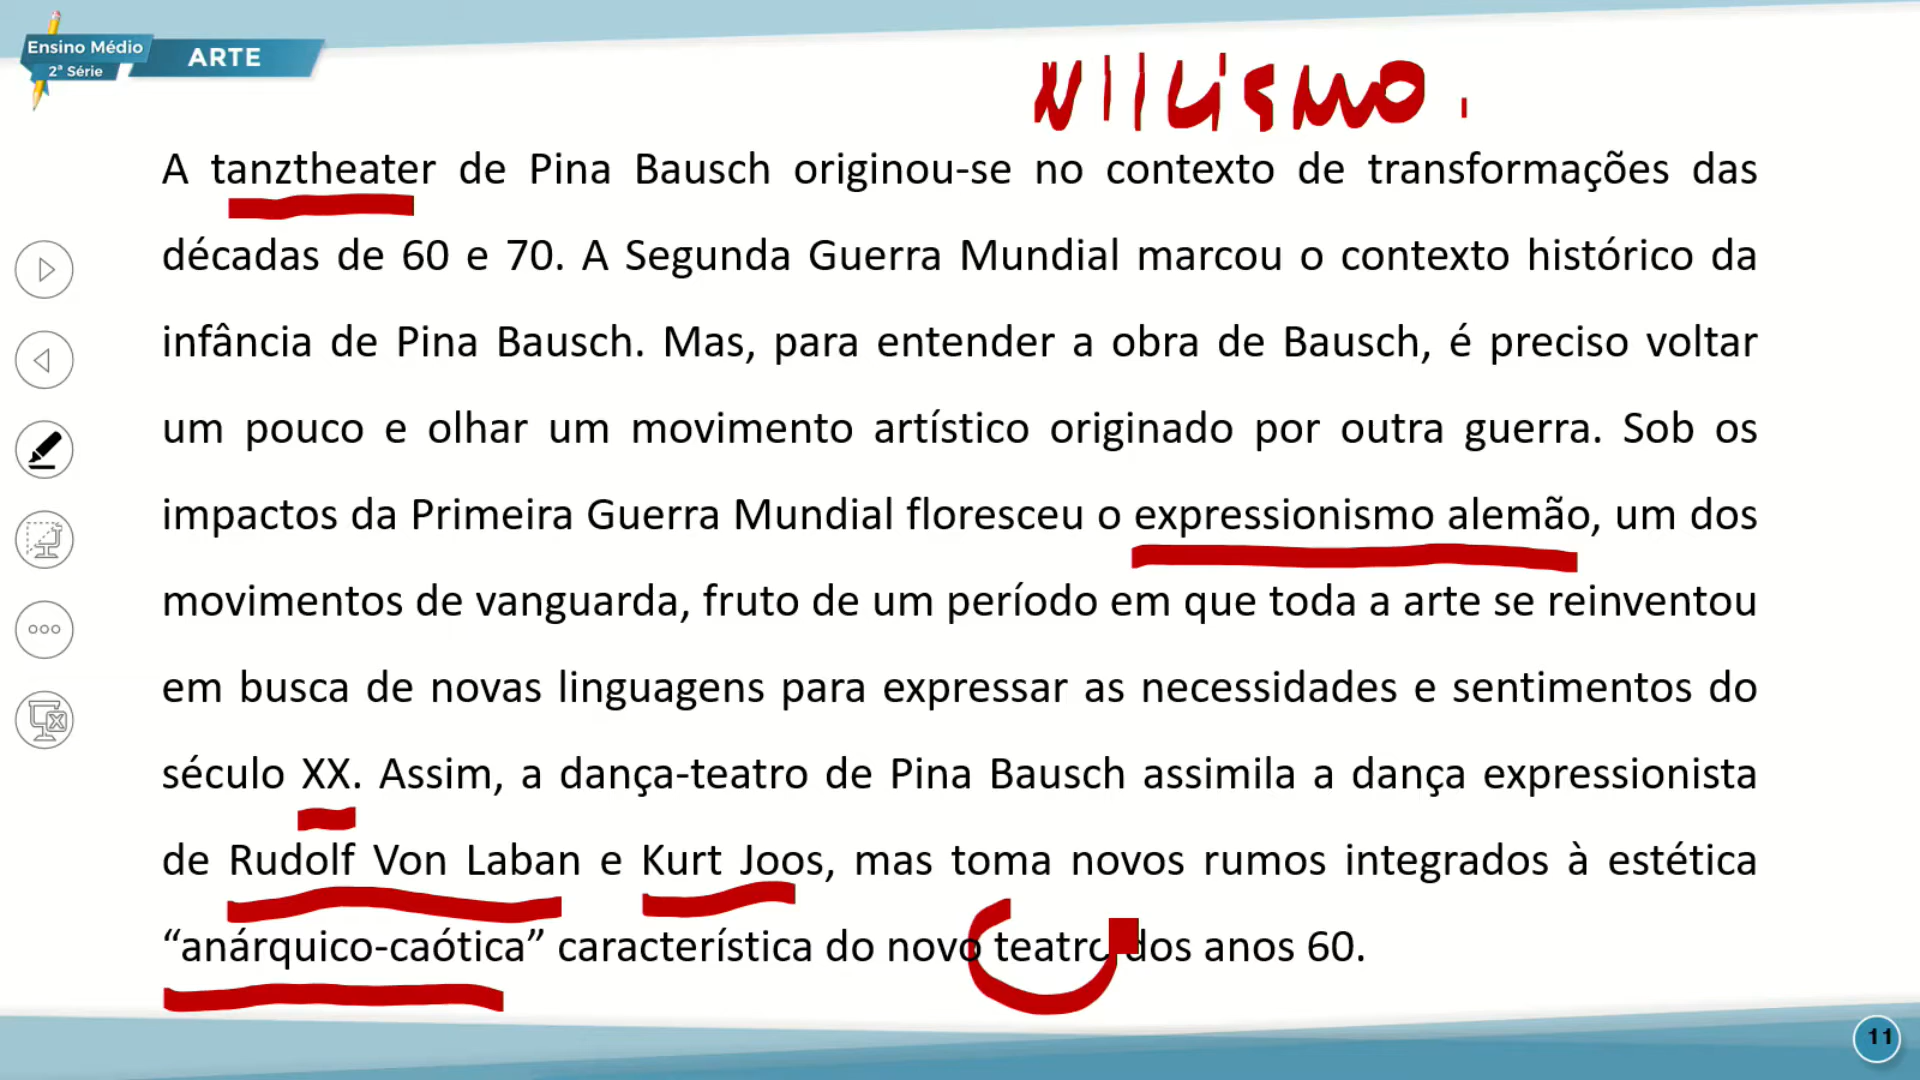 Ensino Médio
2ª Série
ARTE
NIILISMO.
A tanztheater de Pina Bausch originou-se no contexto de transformações das
décadas de 60 e 70. A Segunda Guerra Mundial marcou o contexto histórico da
infância de Pina Bausch. Mas, para entender a obra de Bausch, é preciso voltar
um pouco e olhar um movimento artístico originado por outra guerra. Sob os
impactos da Primeira Guerra Mundial floresceu o expressionismo alemão, um dos
movimentos de vanguarda, fruto de um período em que toda a arte se reinventou
em busca de novas linguagens para expressar as necessidades e sentimentos do
século XX. Assim, a dança-teatro de Pina Bausch assimila a dança expressionista
de Rudolf Von Laban e Kurt Joos, mas toma novos rumos integrados à estética
“anárquico-caótica” característica do novo teatro dos anos 60.
11